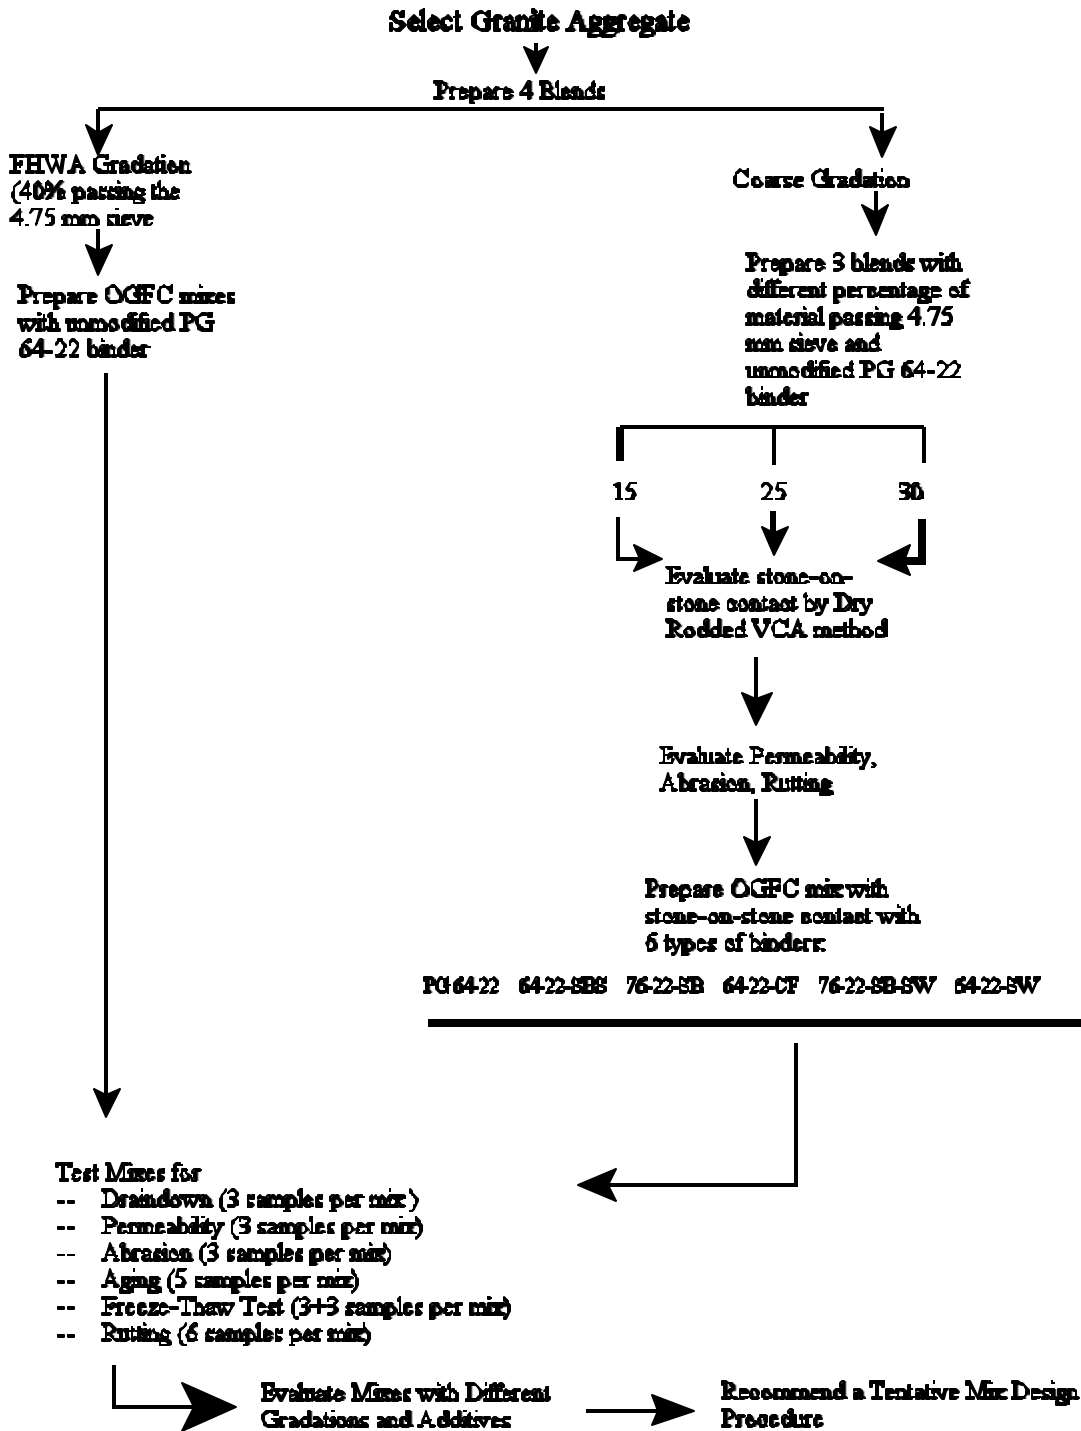 Select Granite Aggregate
Prepare 4 Blends
FHWA Gradation
(40% passing the
4.75 mm sieve
Prepare OGFC mixes
with unmodified PG
64-22 binder
Coarse Gradation
Prepare 3 blends with
different percentage of
material passing 4.75
mm sieve and
unmodified PG 64-22
binder
15 25 30
Evaluate stone-on-
stone contact by Dry
Rodded VCA method
Evaluate Permeability,
Abrasion, Rutting
Prepare OGFC mix with
stone-on-stone contact with
6 types of binders:
PG 64-22 64-22-SBS 76-22-SB 64-22-CF 76-22-SB-SW 64-22-SW
Test Mixes for
-- Draindown (3 samples per mix)
-- Permeability (3 samples per mix)
-- Abrasion (3 samples per mix)
-- Aging (5 samples per mix)
-- Freeze-Thaw Test (3+3 samples per mix)
-- Rutting (6 samples per mix)
Evaluate Mixes with Different
Gradations and Additives
Recommend a Tentative Mix Design
Procedure